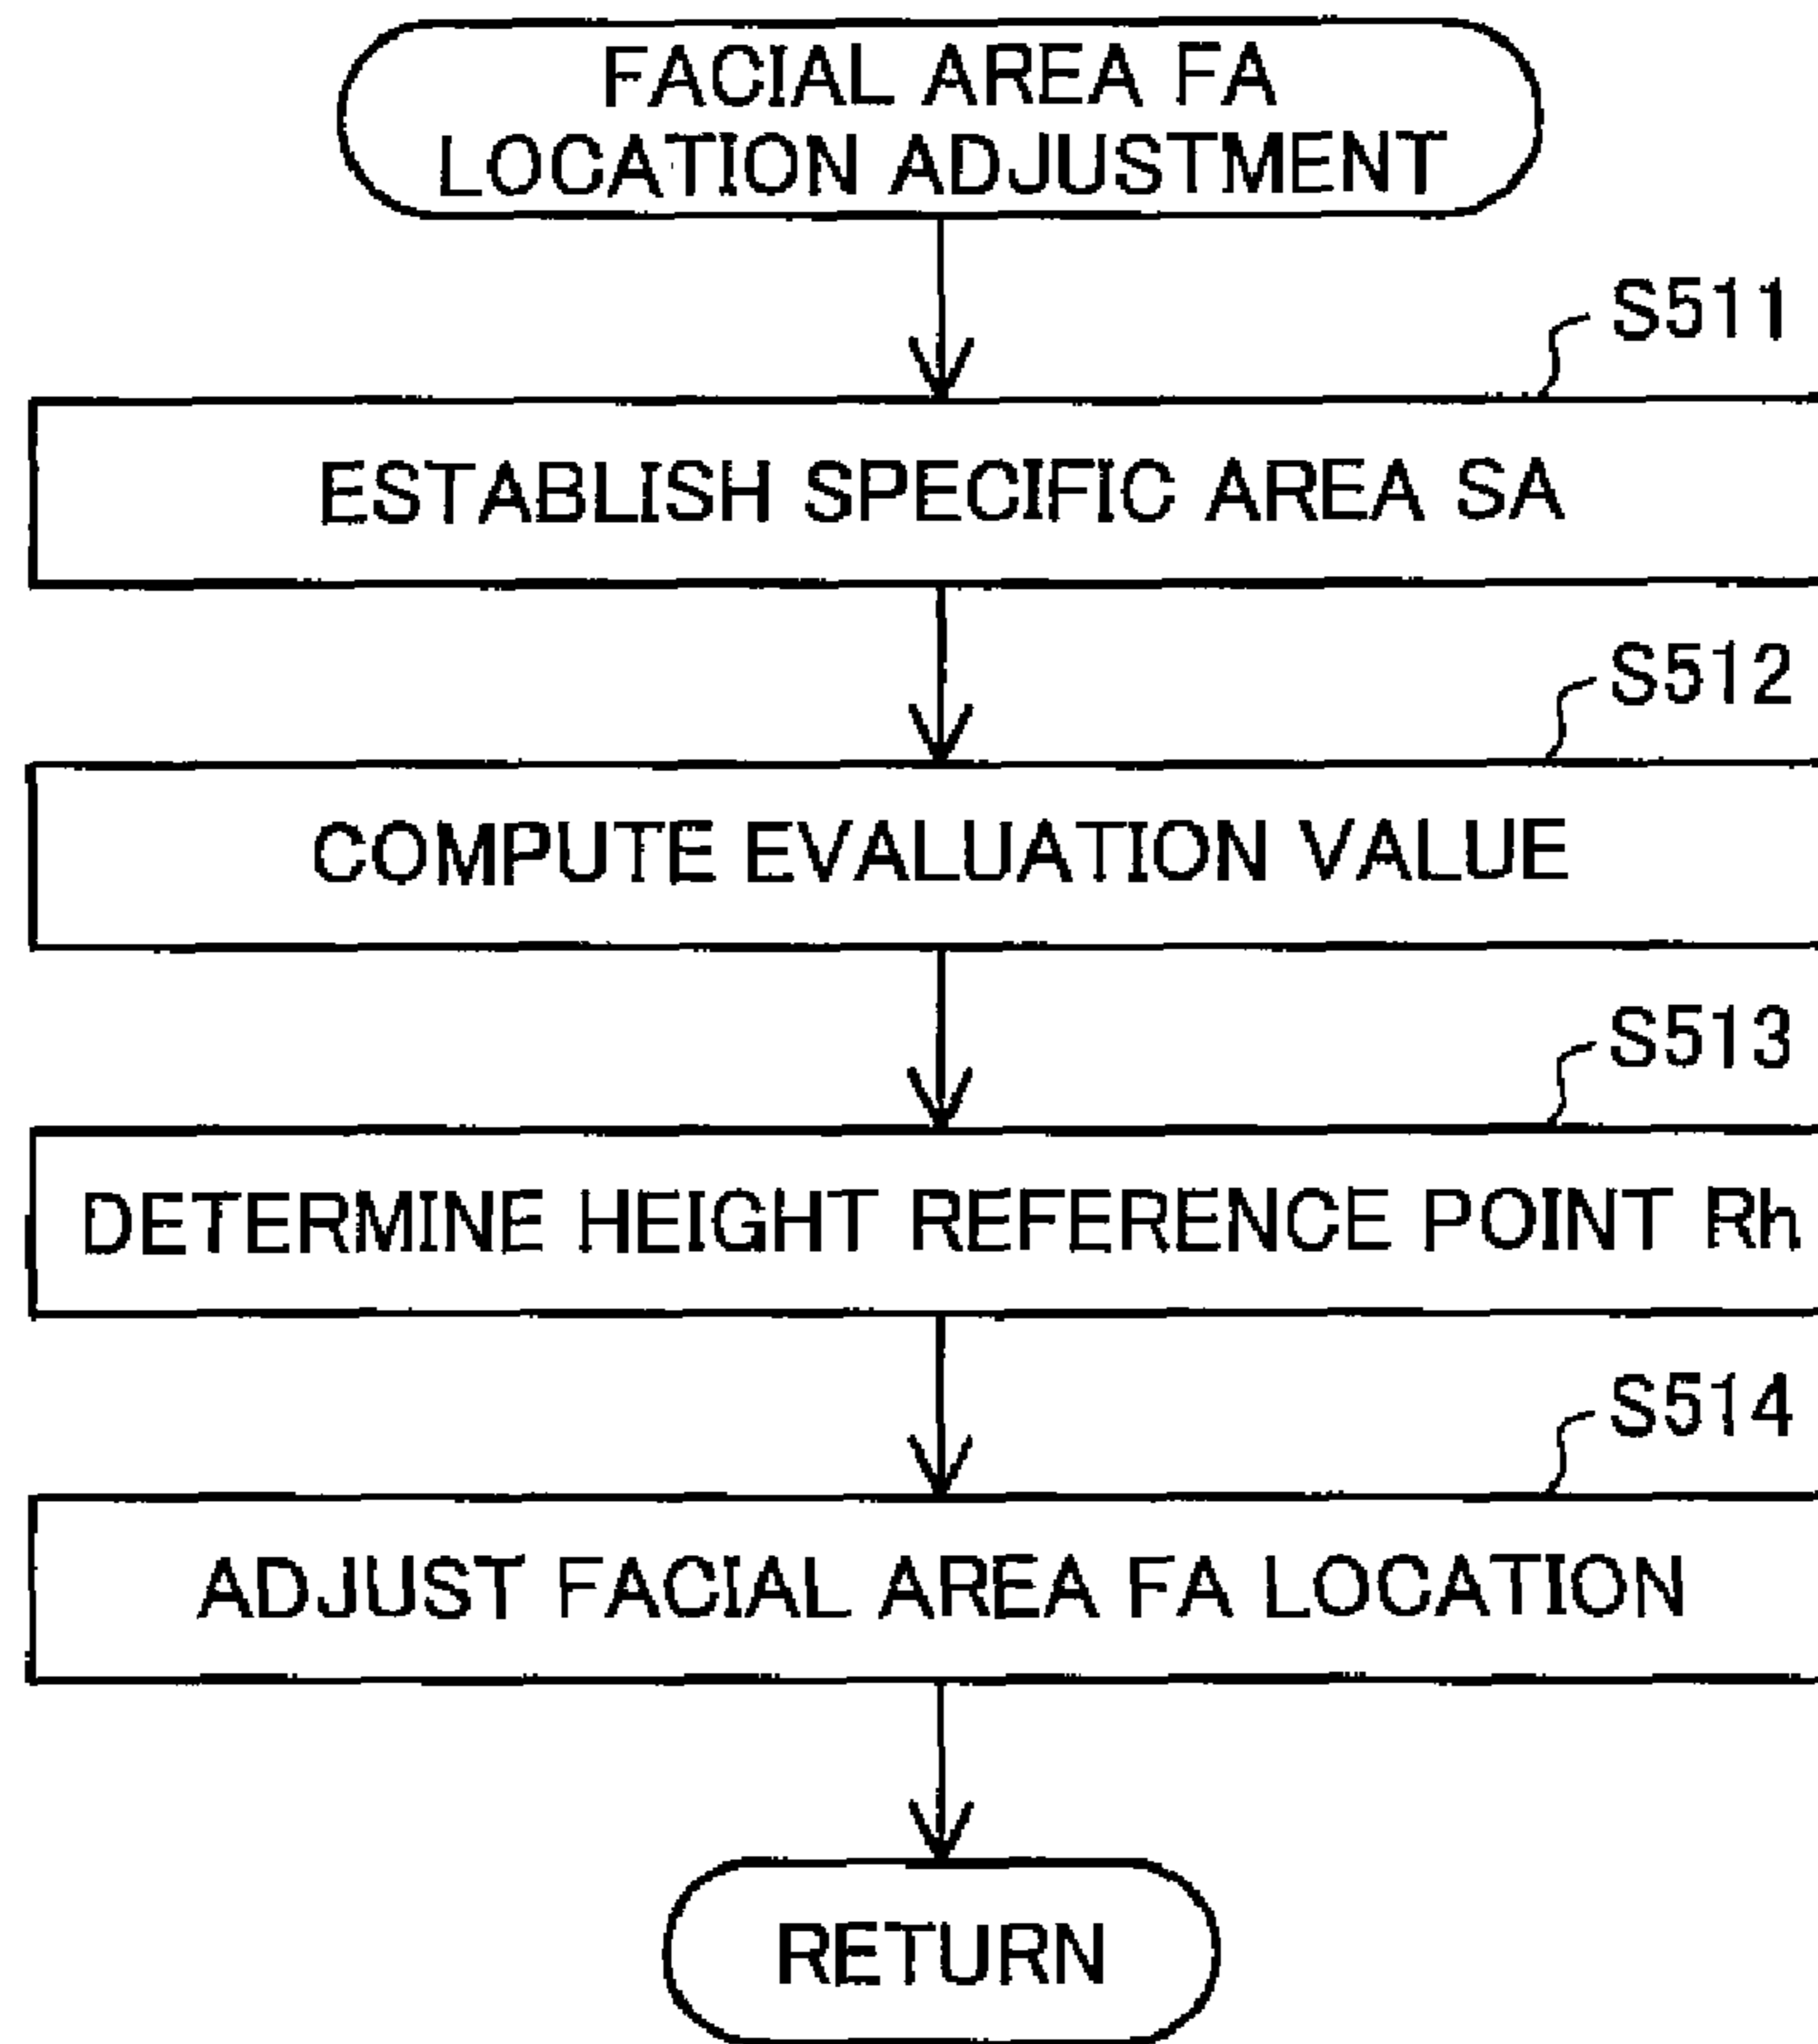 FACIAL AREA FA
LOCATION ADJUSTMENT
S511
ESTABLISH SPECIFIC AREA SA
S512
COMPUTE EVALUATION VALUE
S513
DETERMINE HEIGHT REFERENCE POINT Rh
S514
ADJUST FACIAL AREA FA LOCATION
RETURN